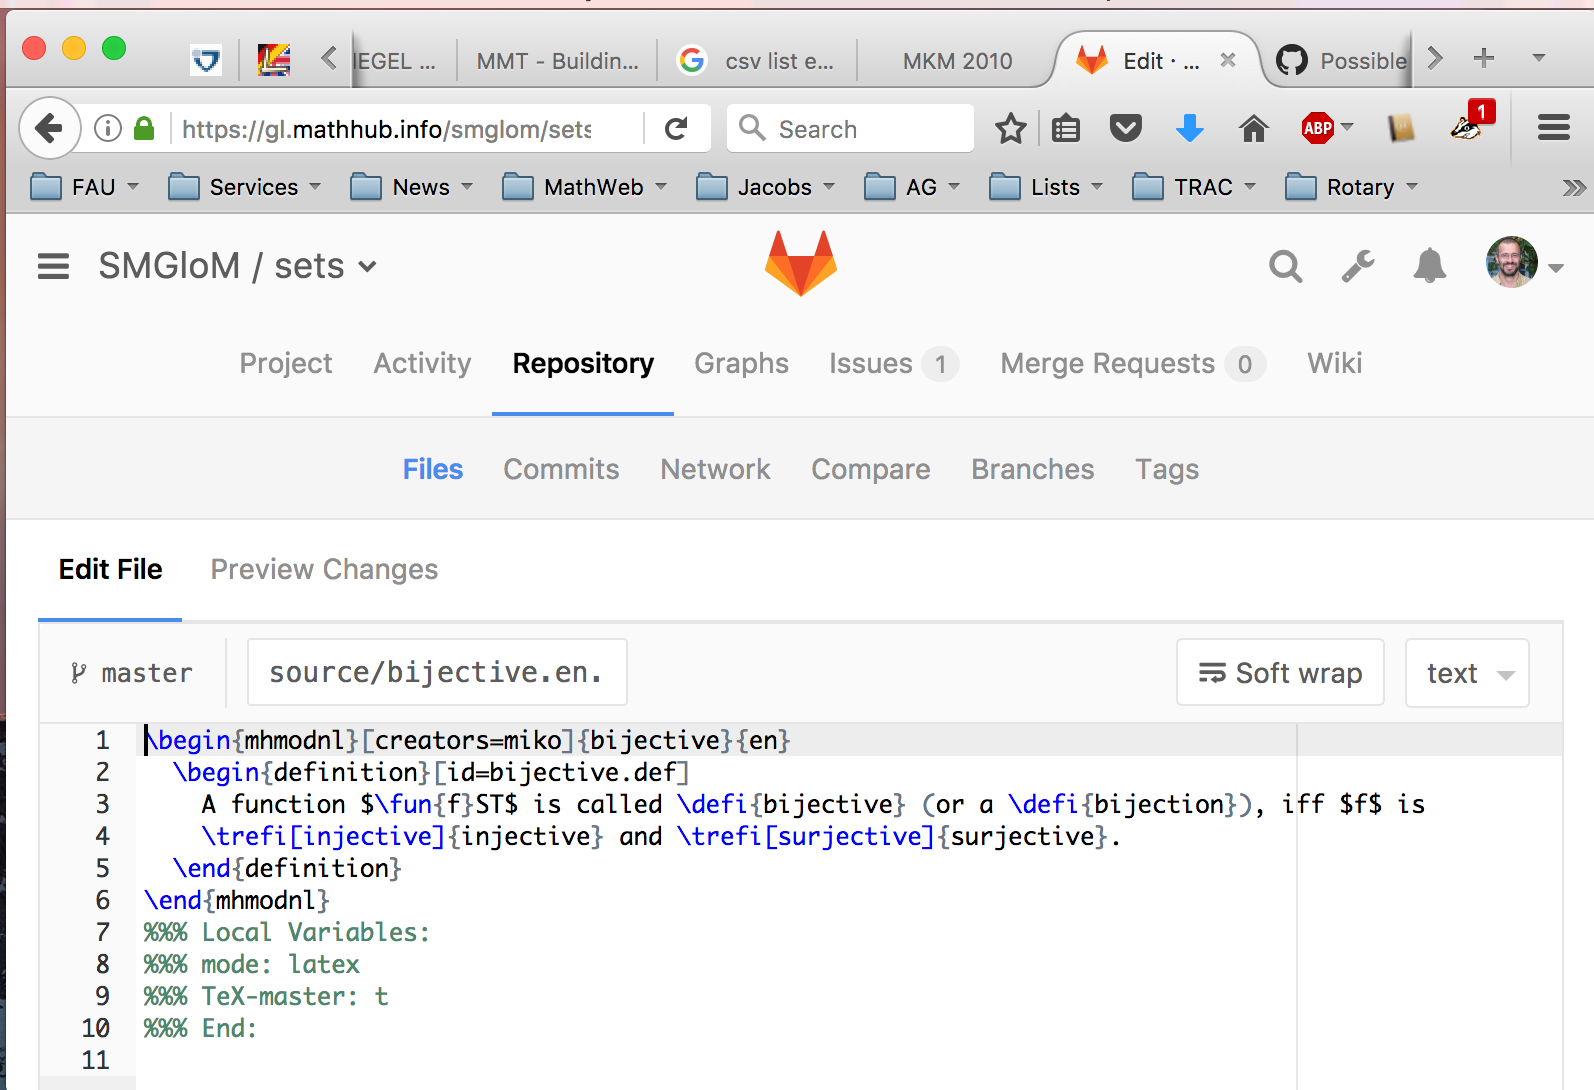 IEGEL ...
MMT - Buildin...
csv list e...
MKM 2010
Edit · ...
Possible
https://gl.mathhub.info/smglom/sets
Search
ABP
1
FAU
Services
News
MathWeb
Jacobs
AG
Lists
TRAC
Rotary
SMGloM / sets
Project
Activity
Repository
Graphs
Issues 1
Merge Requests 0
Wiki
Files
Commits
Network
Compare
Branches
Tags
Edit File
Preview Changes
master
source/bijective.en.
Soft wrap
text
1 \begin{mhmodnl}[creators=miko]{bijective}{en}
2 \begin{definition}[id=bijective.def]
3 A function $\fun{f}ST$ is called \defi{bijective} (or a \defi{bijection}), iff $f$ is
4 \trefi[injective]{injective} and \trefi[surjective]{surjective}.
5 \end{definition}
6 \end{mhmodnl}
7 %%% Local Variables:
8 %%% mode: latex
9 %%% TeX-master: t
10 %%% End:
11